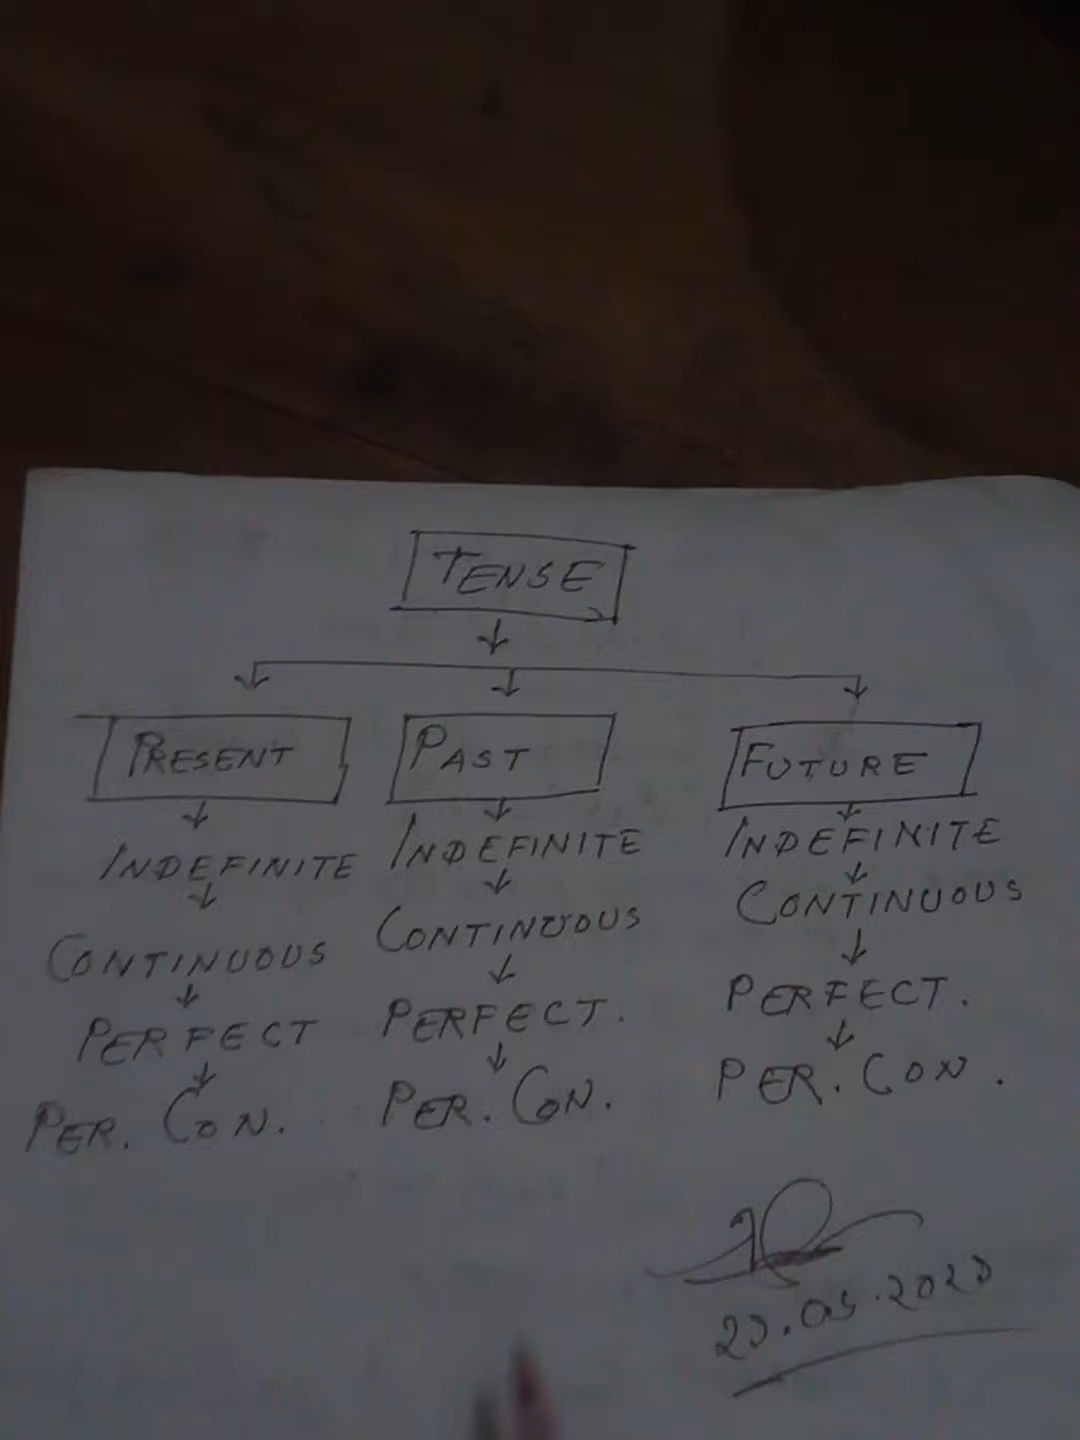 TENSE
PRESENT PAST FUTURE
INDEFINITE INDEFINITE INDEFINITE
CONTINUOUS CONTINUOUS CONTINUOUS
PERFECT PERFECT. PERFECT.
PER. CON. PER. CON. PER. CON.